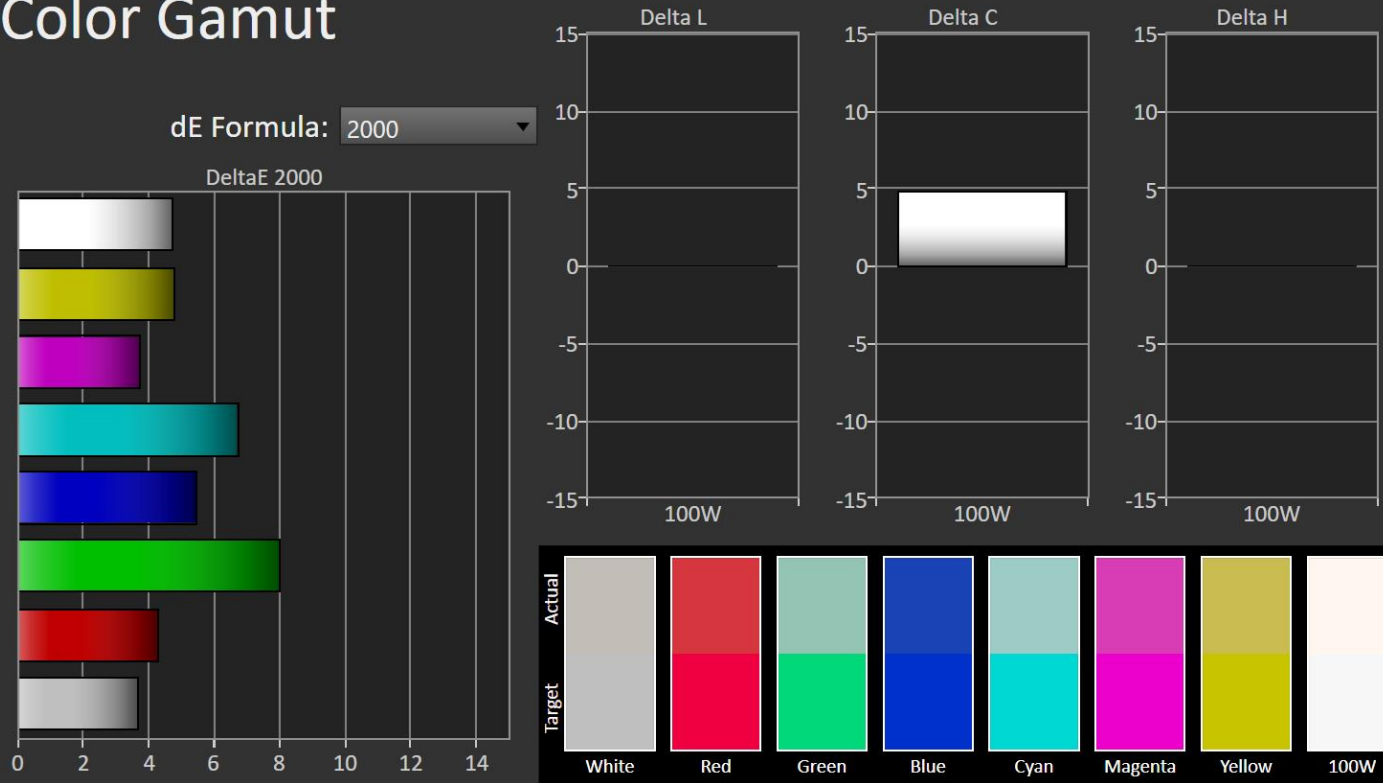 Color Gamut
dE Formula: 2000
DeltaE 2000
0 2 4 6 8 10 12 14
Delta L
15
10
5
0
-5
-10
-15
100W
Delta C
15
10
5
0
-5
-10
-15
100W
Delta H
15
10
5
0
-5
-10
-15
100W
Actual
Target
White Red Green Blue Cyan Magenta Yellow 100W